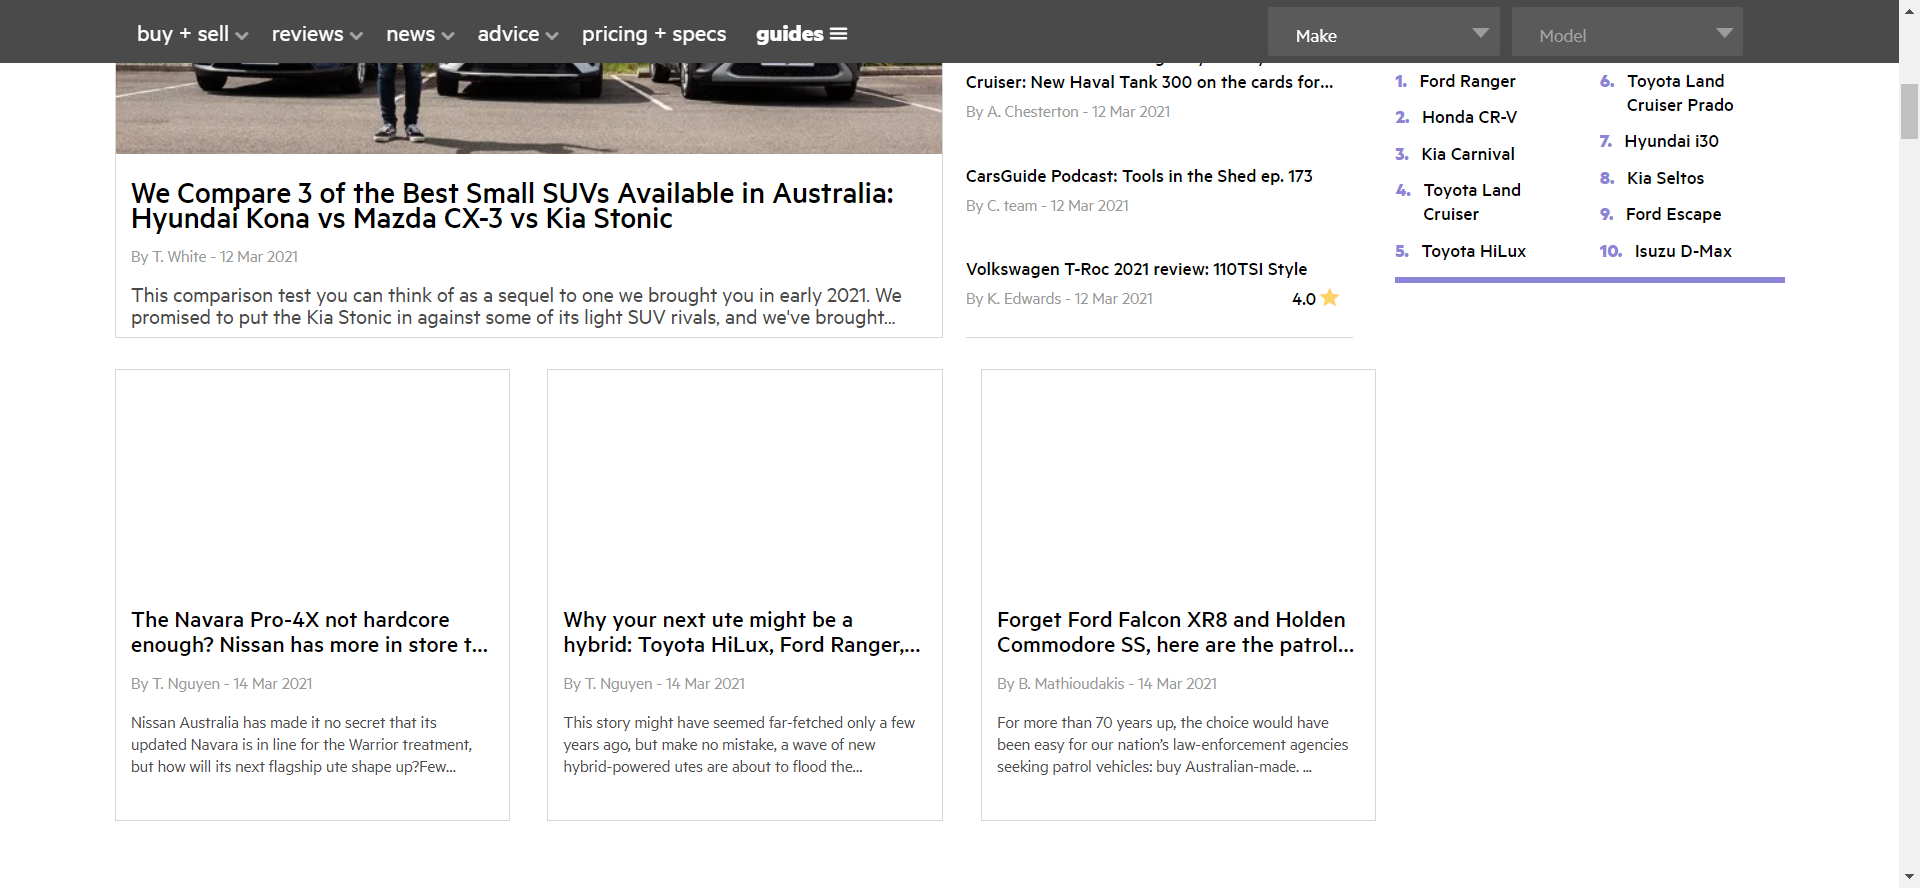 buy + sell
reviews
news
advice
pricing + specs
guides
Make
Model
We Compare 3 of the Best Small SUVs Available in Australia:
Hyundai Kona vs Mazda CX-3 vs Kia Stonic
By T. White - 12 Mar 2021
This comparison test you can think of as a sequel to one we brought you in early 2021. We
promised to put the Kia Stonic in against some of its light SUV rivals, and we've brought...
Cruiser: New Haval Tank 300 on the cards for...
By A. Chesterton - 12 Mar 2021
CarsGuide Podcast: Tools in the Shed ep. 173
By C. team - 12 Mar 2021
Volkswagen T-Roc 2021 review: 110TSI Style
By K. Edwards - 12 Mar 2021
4.0
1. Ford Ranger
2. Honda CR-V
3. Kia Carnival
4. Toyota Land
Cruiser
5. Toyota HiLux
6. Toyota Land
Cruiser Prado
7. Hyundai i30
8. Kia Seltos
9. Ford Escape
10. Isuzu D-Max
The Navara Pro-4X not hardcore
enough? Nissan has more in store t...
By T. Nguyen - 14 Mar 2021
Nissan Australia has made it no secret that its
updated Navara is in line for the Warrior treatment,
but how will its next flagship ute shape up?Few...
Why your next ute might be a
hybrid: Toyota HiLux, Ford Ranger,...
By T. Nguyen - 14 Mar 2021
This story might have seemed far-fetched only a few
years ago, but make no mistake, a wave of new
hybrid-powered utes are about to flood the...
Forget Ford Falcon XR8 and Holden
Commodore SS, here are the patrol...
By B. Mathioudakis - 14 Mar 2021
For more than 70 years up, the choice would have
been easy for our nation’s law-enforcement agencies
seeking patrol vehicles: buy Australian-made. ...